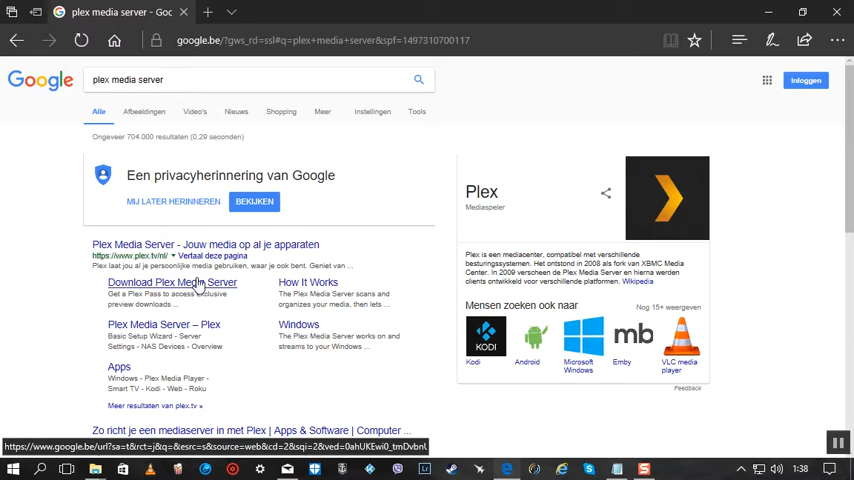 plex media server - Goc
google.be/?gws_rd=ssl#q=plex+media+server&spf=1497310700117
Google
plex media server
Inloggen
Alle Afbeeldingen Video's Nieuws Shopping Meer Instellingen Tools
Ongeveer 704.000 resultaten (0,29 seconden)
Een privacyherinnering van Google
MIJ LATER HERINNEREN BEKIJKEN
Plex Media Server - Jouw media op al je apparaten
https://www.plex.tv/nl/ Vertaal deze pagina
Plex laat jou al je persoonlijke media gebruiken, waar je ook bent. Geniet van ...
Download Plex Media Server
Get a Plex Pass to access exclusive
preview downloads ...
How It Works
The Plex Media Server scans and
organizes your media, then lets ...
Plex Media Server – Plex
Basic Setup Wizard - Server
Settings - NAS Devices - Overview
Windows
The Plex Media Server works on and
streams to your Windows ...
Apps
Windows - Plex Media Player -
Smart TV - Kodi - Web - Roku
Meer resultaten van plex.tv »
Zo richt je een mediaserver in met Plex | Apps & Software | Computer ...
https://www.google.be/url?sa=t&rct=j&q=&esrc=s&source=web&cd=2&sqi=2&ved=0ahUKEwi0_tmDvbnU
Plex
Mediaspeler
Plex is een mediacenter, compatibel met verschillende
besturingssystemen. Het ontstond in 2008 als fork van XBMC Media
Center. In 2009 verscheen de Plex Media Server en hierna werden
clients ontwikkeld voor verschillende platformen. Wikipedia
Mensen zoeken ook naar
Nog 15+ weergeven
KODI
mb
Kodi
Android
Microsoft
Windows
Emby
VLC media
player
Feedback
1:38